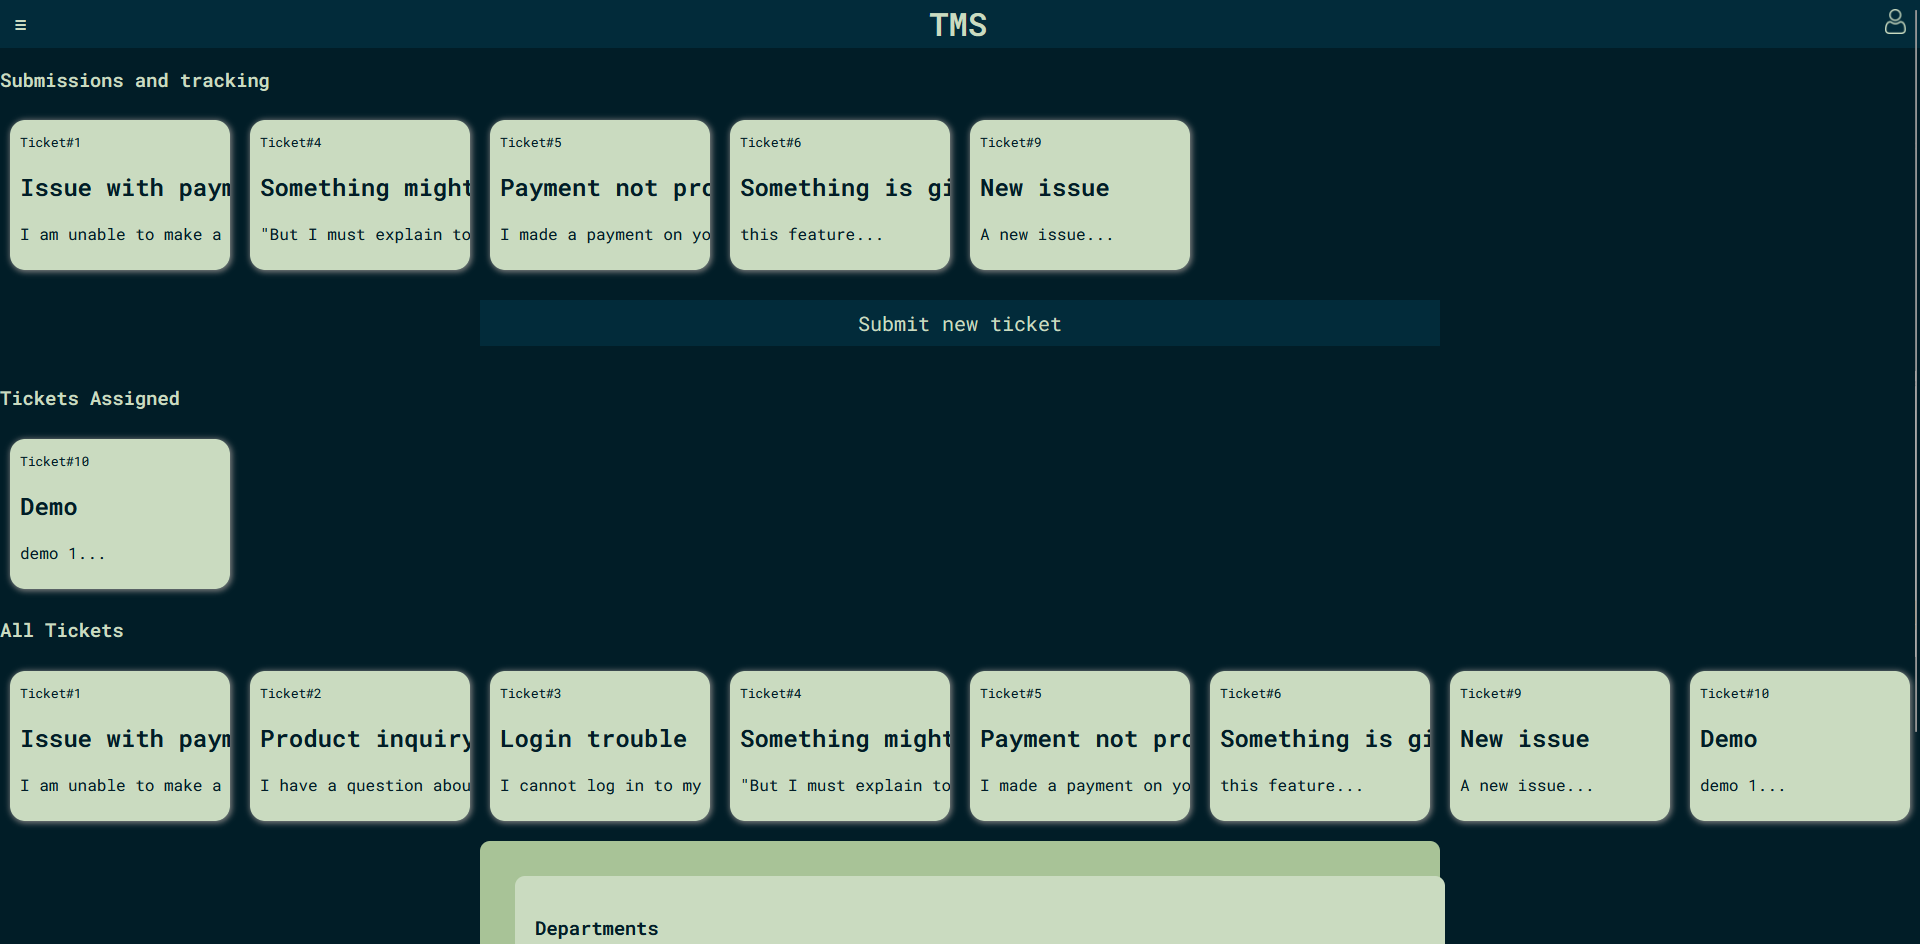 ≡
TMS
Submissions and tracking
Ticket#1
Issue with paym
I am unable to make a
Ticket#4
Something might
"But I must explain to
Ticket#5
Payment not pro
I made a payment on yo
Ticket#6
Something is gi
this feature...
Ticket#9
New issue
A new issue...
Submit new ticket
Tickets Assigned
Ticket#10
Demo
demo 1...
All Tickets
Ticket#1
Issue with paym
I am unable to make a
Ticket#2
Product inquiry
I have a question abou
Ticket#3
Login trouble
I cannot log in to my
Ticket#4
Something might
"But I must explain to
Ticket#5
Payment not pro
I made a payment on yo
Ticket#6
Something is gi
this feature...
Ticket#9
New issue
A new issue...
Ticket#10
Demo
demo 1...
Departments